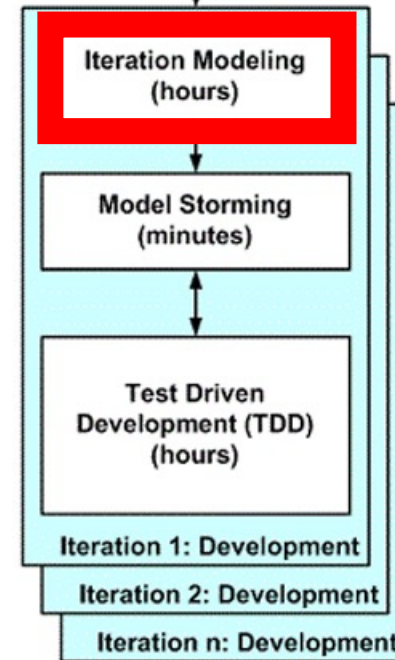 Iteration Modeling
(hours)
Model Storming
(minutes)
Test Driven
Development (TDD)
(hours)
Iteration 1: Development
Iteration 2: Development
Iteration n: Development